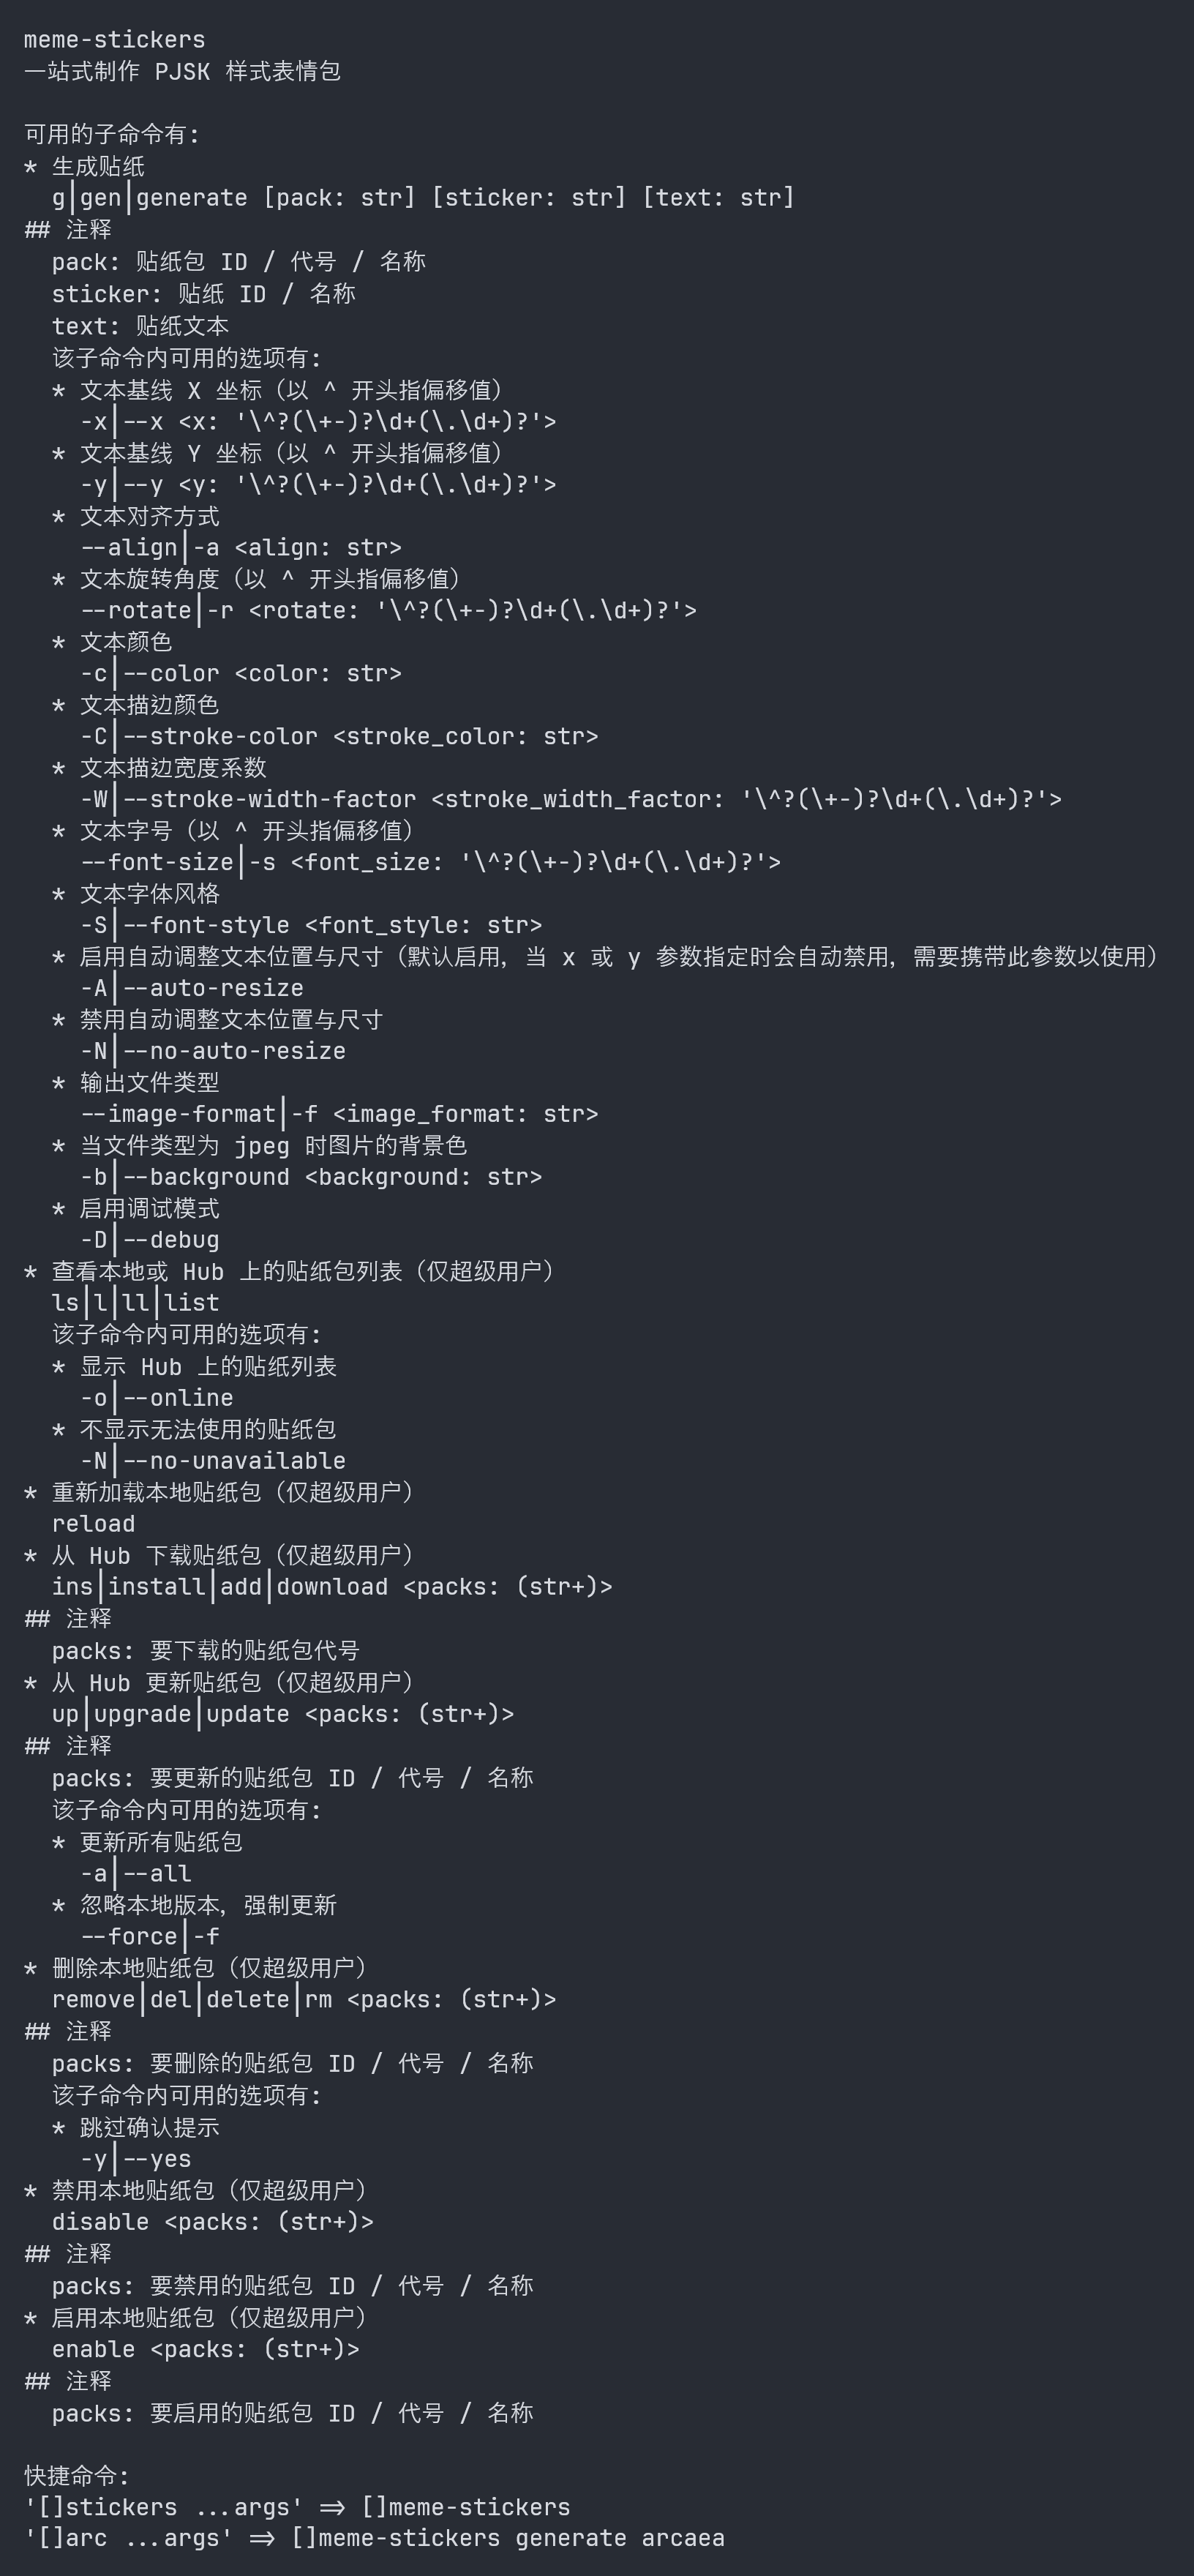 meme-stickers
一站式制作 PJSK 样式表情包

可用的子命令有:
* 生成贴纸
  g|gen|generate [pack: str] [sticker: str] [text: str]
## 注释
  pack: 贴纸包 ID / 代号 / 名称
  sticker: 贴纸 ID / 名称
  text: 贴纸文本
  该子命令内可用的选项有:
  * 文本基线 X 坐标（以 ^ 开头指偏移值）
    -x|--x <x: '\^?(\+-)?\d+(\.\d+)?'>
  * 文本基线 Y 坐标（以 ^ 开头指偏移值）
    -y|--y <y: '\^?(\+-)?\d+(\.\d+)?'>
  * 文本对齐方式
    --align|-a <align: str>
  * 文本旋转角度（以 ^ 开头指偏移值）
    --rotate|-r <rotate: '\^?(\+-)?\d+(\.\d+)?'>
  * 文本颜色
    -c|--color <color: str>
  * 文本描边颜色
    -C|--stroke-color <stroke_color: str>
  * 文本描边宽度系数
    -W|--stroke-width-factor <stroke_width_factor: '\^?(\+-)?\d+(\.\d+)?'>
  * 文本字号（以 ^ 开头指偏移值）
    --font-size|-s <font_size: '\^?(\+-)?\d+(\.\d+)?'>
  * 文本字体风格
    -S|--font-style <font_style: str>
  * 启用自动调整文本位置与尺寸（默认启用，当 x 或 y 参数指定时会自动禁用，需要携带此参数以使用）
    -A|--auto-resize
  * 禁用自动调整文本位置与尺寸
    -N|--no-auto-resize
  * 输出文件类型
    --image-format|-f <image_format: str>
  * 当文件类型为 jpeg 时图片的背景色
    -b|--background <background: str>
  * 启用调试模式
    -D|--debug
* 查看本地或 Hub 上的贴纸包列表（仅超级用户）
  ls|l|ll|list
  该子命令内可用的选项有:
  * 显示 Hub 上的贴纸列表
    -o|--online
  * 不显示无法使用的贴纸包
    -N|--no-unavailable
* 重新加载本地贴纸包（仅超级用户）
  reload
* 从 Hub 下载贴纸包（仅超级用户）
  ins|install|add|download <packs: (str+)>
## 注释
  packs: 要下载的贴纸包代号
* 从 Hub 更新贴纸包（仅超级用户）
  up|upgrade|update <packs: (str+)>
## 注释
  packs: 要更新的贴纸包 ID / 代号 / 名称
  该子命令内可用的选项有:
  * 更新所有贴纸包
    -a|--all
  * 忽略本地版本，强制更新
    --force|-f
* 删除本地贴纸包（仅超级用户）
  remove|del|delete|rm <packs: (str+)>
## 注释
  packs: 要删除的贴纸包 ID / 代号 / 名称
  该子命令内可用的选项有:
  * 跳过确认提示
    -y|--yes
* 禁用本地贴纸包（仅超级用户）
  disable <packs: (str+)>
## 注释
  packs: 要禁用的贴纸包 ID / 代号 / 名称
* 启用本地贴纸包（仅超级用户）
  enable <packs: (str+)>
## 注释
  packs: 要启用的贴纸包 ID / 代号 / 名称

快捷命令:
'[]stickers ...args' => []meme-stickers
'[]arc ...args' => []meme-stickers generate arcaea